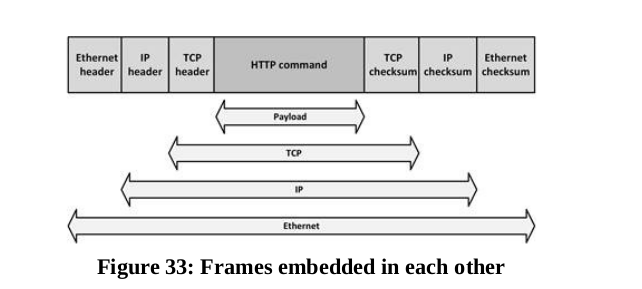 Ethernet header
IP header
TCP header
HTTP command
TCP checksum
IP checksum
Ethernet checksum
Payload
TCP
IP
Ethernet
Figure 33: Frames embedded in each other